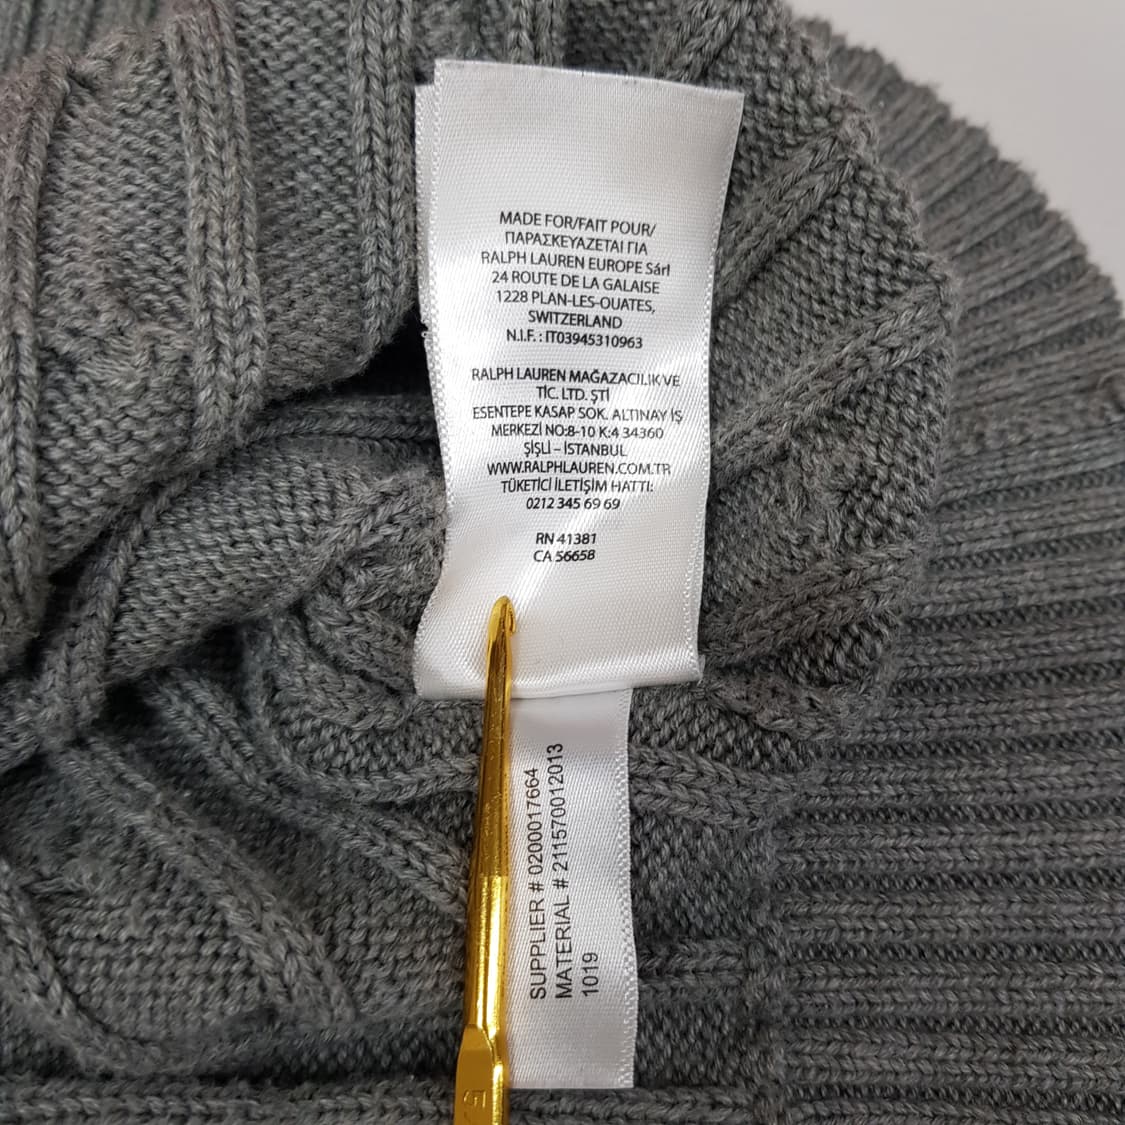 MADE FOR/FAIT POUR/
ΠΑΡΑΣΚΕΥΑΖΕΤΑΙ ΓΙΑ
RALPH LAUREN EUROPE Sárl
24 ROUTE DE LA GALAISE
1228 PLAN-LES-OUATES,
SWITZERLAND
N.I.F. : IT03945310963
RALPH LAUREN MAĞAZACILIK VE
TİC. LTD. ŞTİ
ESENTEPE KASAP SOK. ALTINAY İŞ
MERKEZİ NO:8-10 K:4 34360
ŞİŞLİ – İSTANBUL
WWW.RALPHLAUREN.COM.TR
TÜKETİCİ İLETİŞİM HATTI:
0212 345 69 69
RN 41381
CA 56658
SUPPLIER # 0200017664
MATERIAL # 211570012013
1019